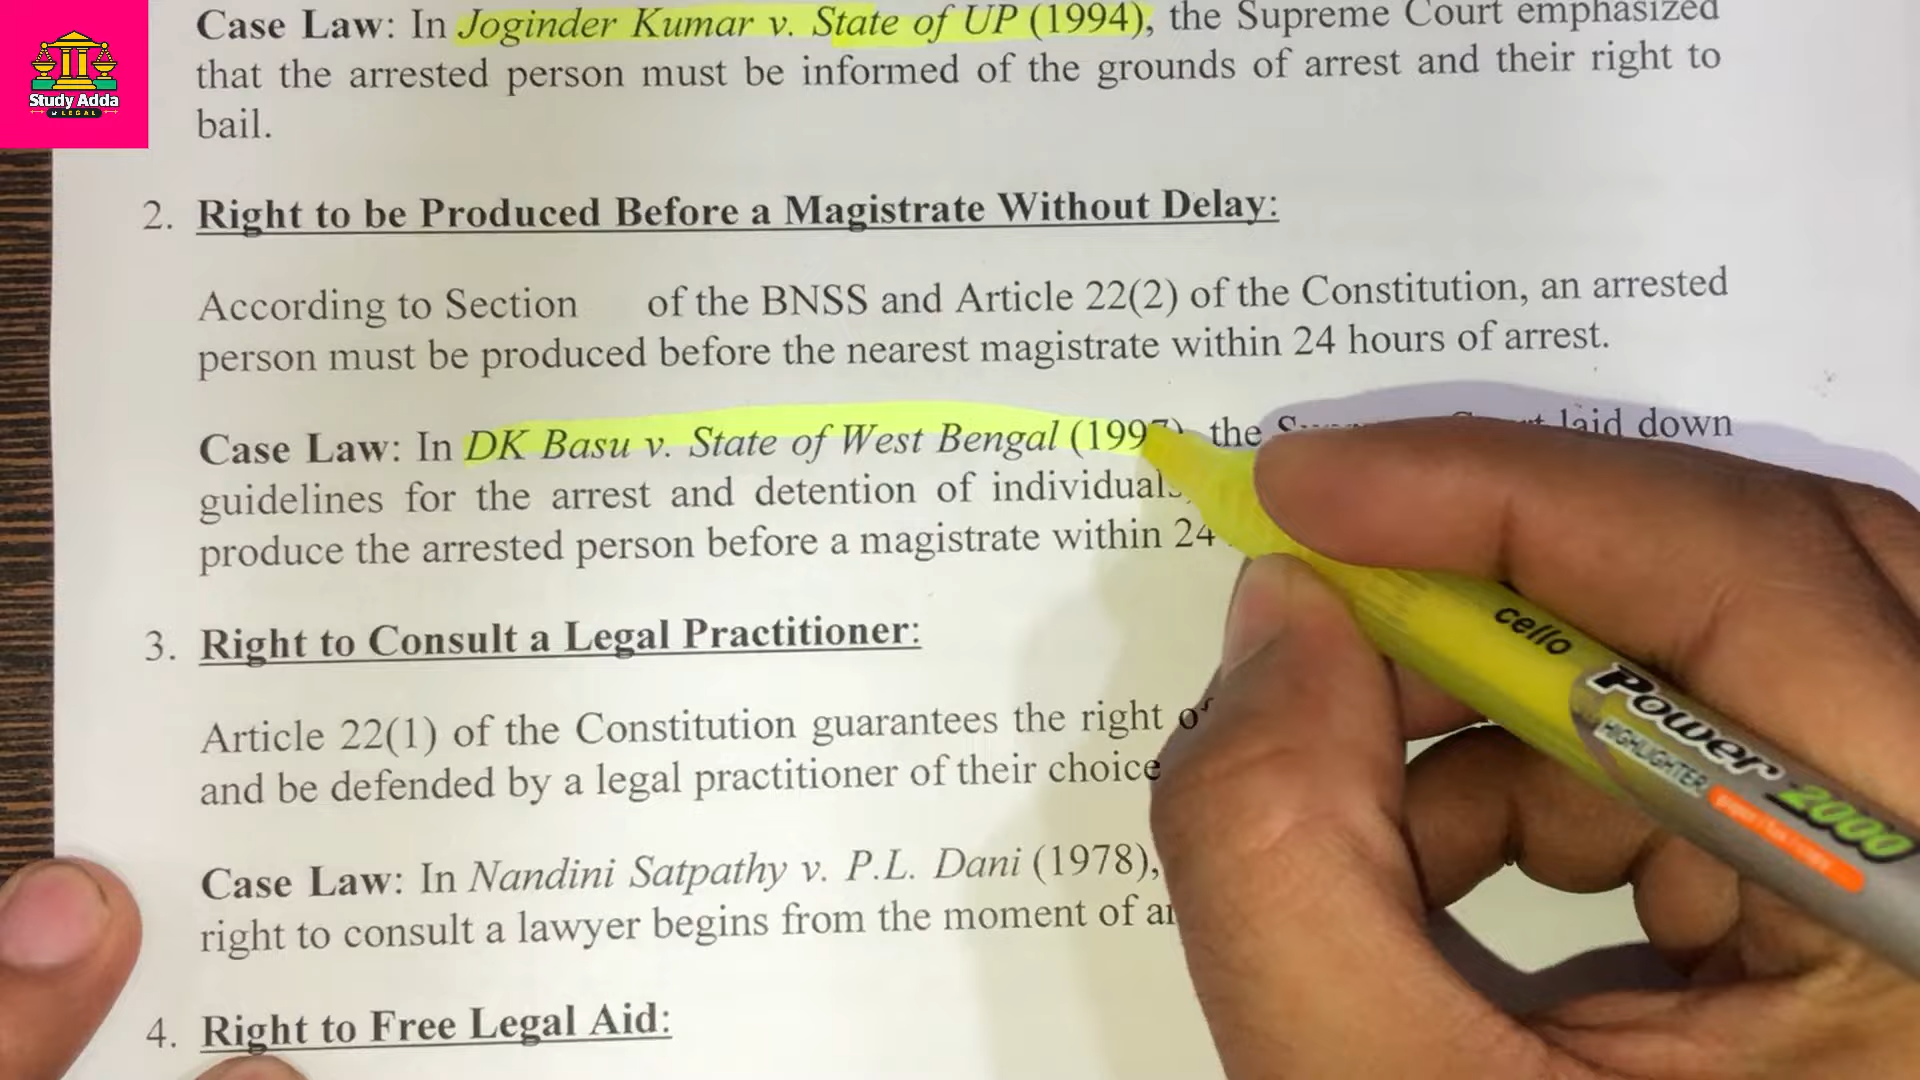 Study Adda
LEGAL
Case Law: In Joginder Kumar v. State of UP (1994), the Supreme Court emphasized
that the arrested person must be informed of the grounds of arrest and their right to
bail.
2. Right to be Produced Before a Magistrate Without Delay:
According to Section of the BNSS and Article 22(2) of the Constitution, an arrested
person must be produced before the nearest magistrate within 24 hours of arrest.
Case Law: In DK Basu v. State of West Bengal (1997), the laid down
guidelines for the arrest and detention of individuals,
produce the arrested person before a magistrate within 24
3. Right to Consult a Legal Practitioner:
Article 22(1) of the Constitution guarantees the right of
and be defended by a legal practitioner of their choice
Case Law: In Nandini Satpathy v. P.L. Dani (1978),
right to consult a lawyer begins from the moment of
4. Right to Free Legal Aid:
cello
Power 2000
HIGHLIGHTER